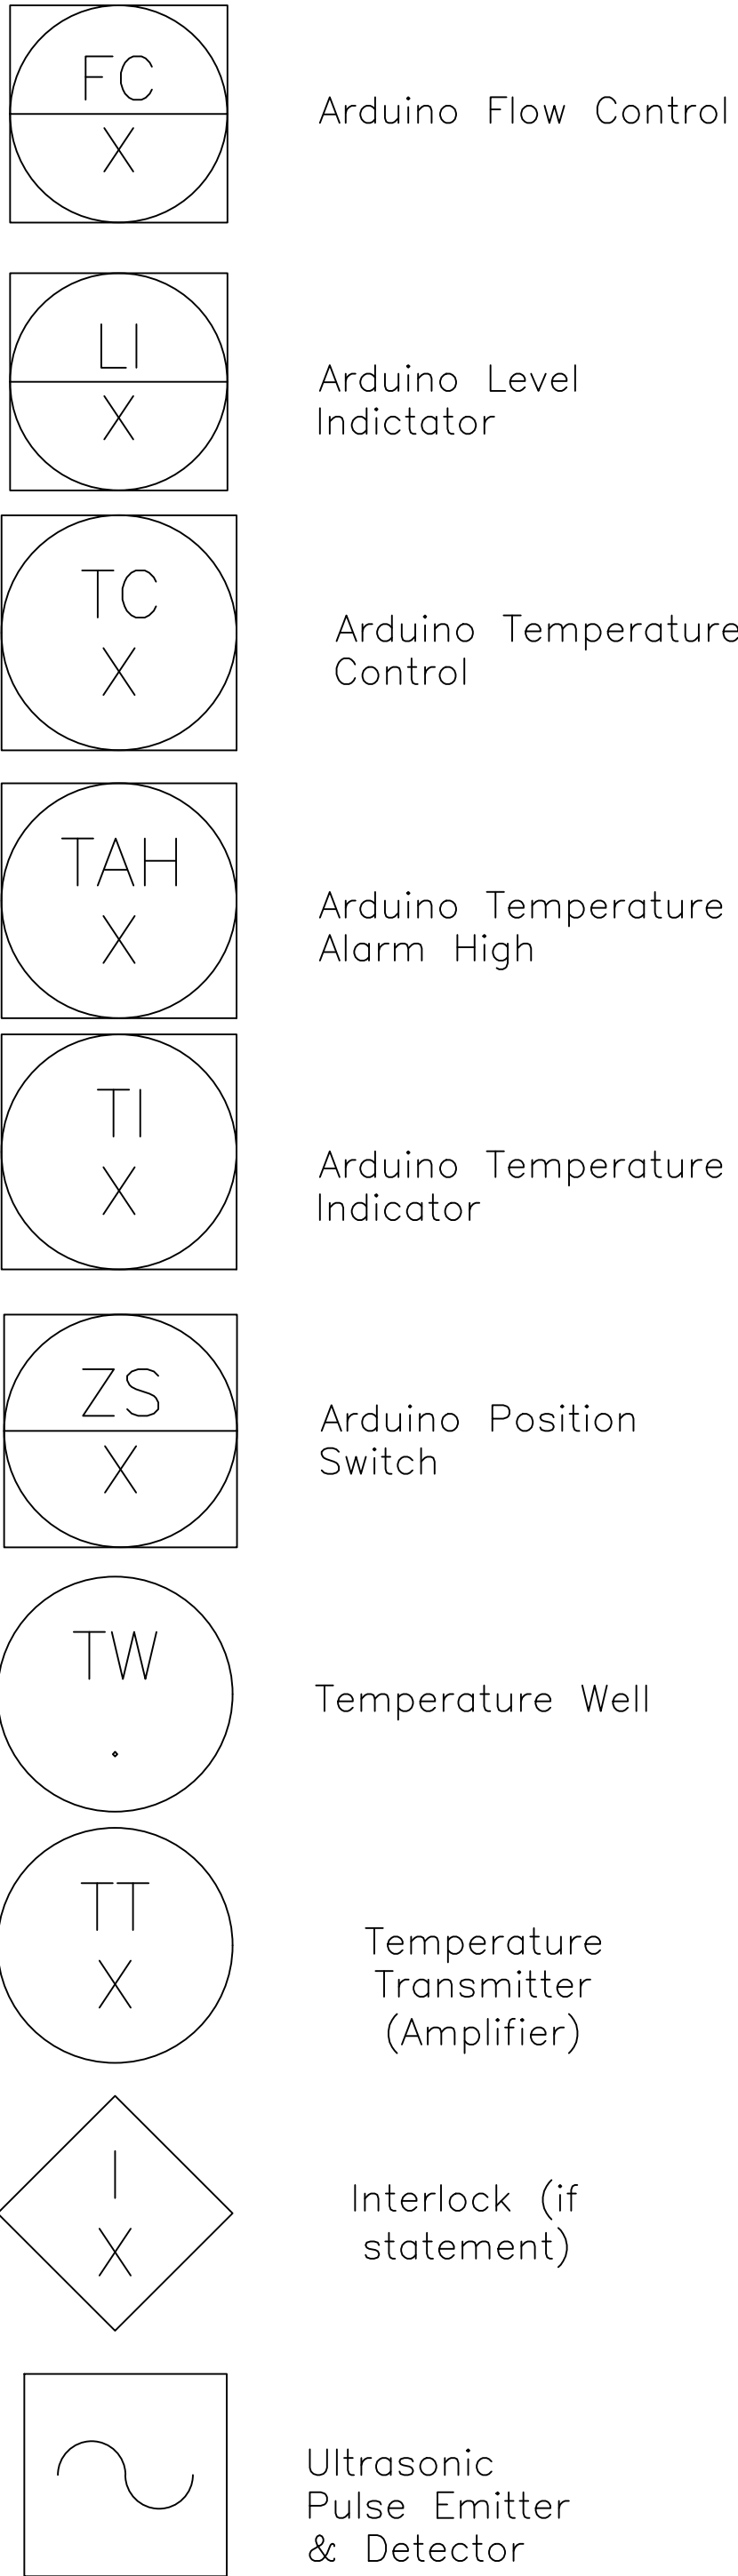 FC
X
Arduino Flow Control
LI
X
Arduino Level
Indictator
TC
X
Arduino Temperature
Control
TAH
X
Arduino Temperature
Alarm High
TI
X
Arduino Temperature
Indicator
ZS
X
Arduino Position
Switch
TW
.
Temperature Well
TT
X
Temperature
Transmitter
(Amplifier)
I
X
Interlock (if
statement)
Ultrasonic
Pulse Emitter
& Detector